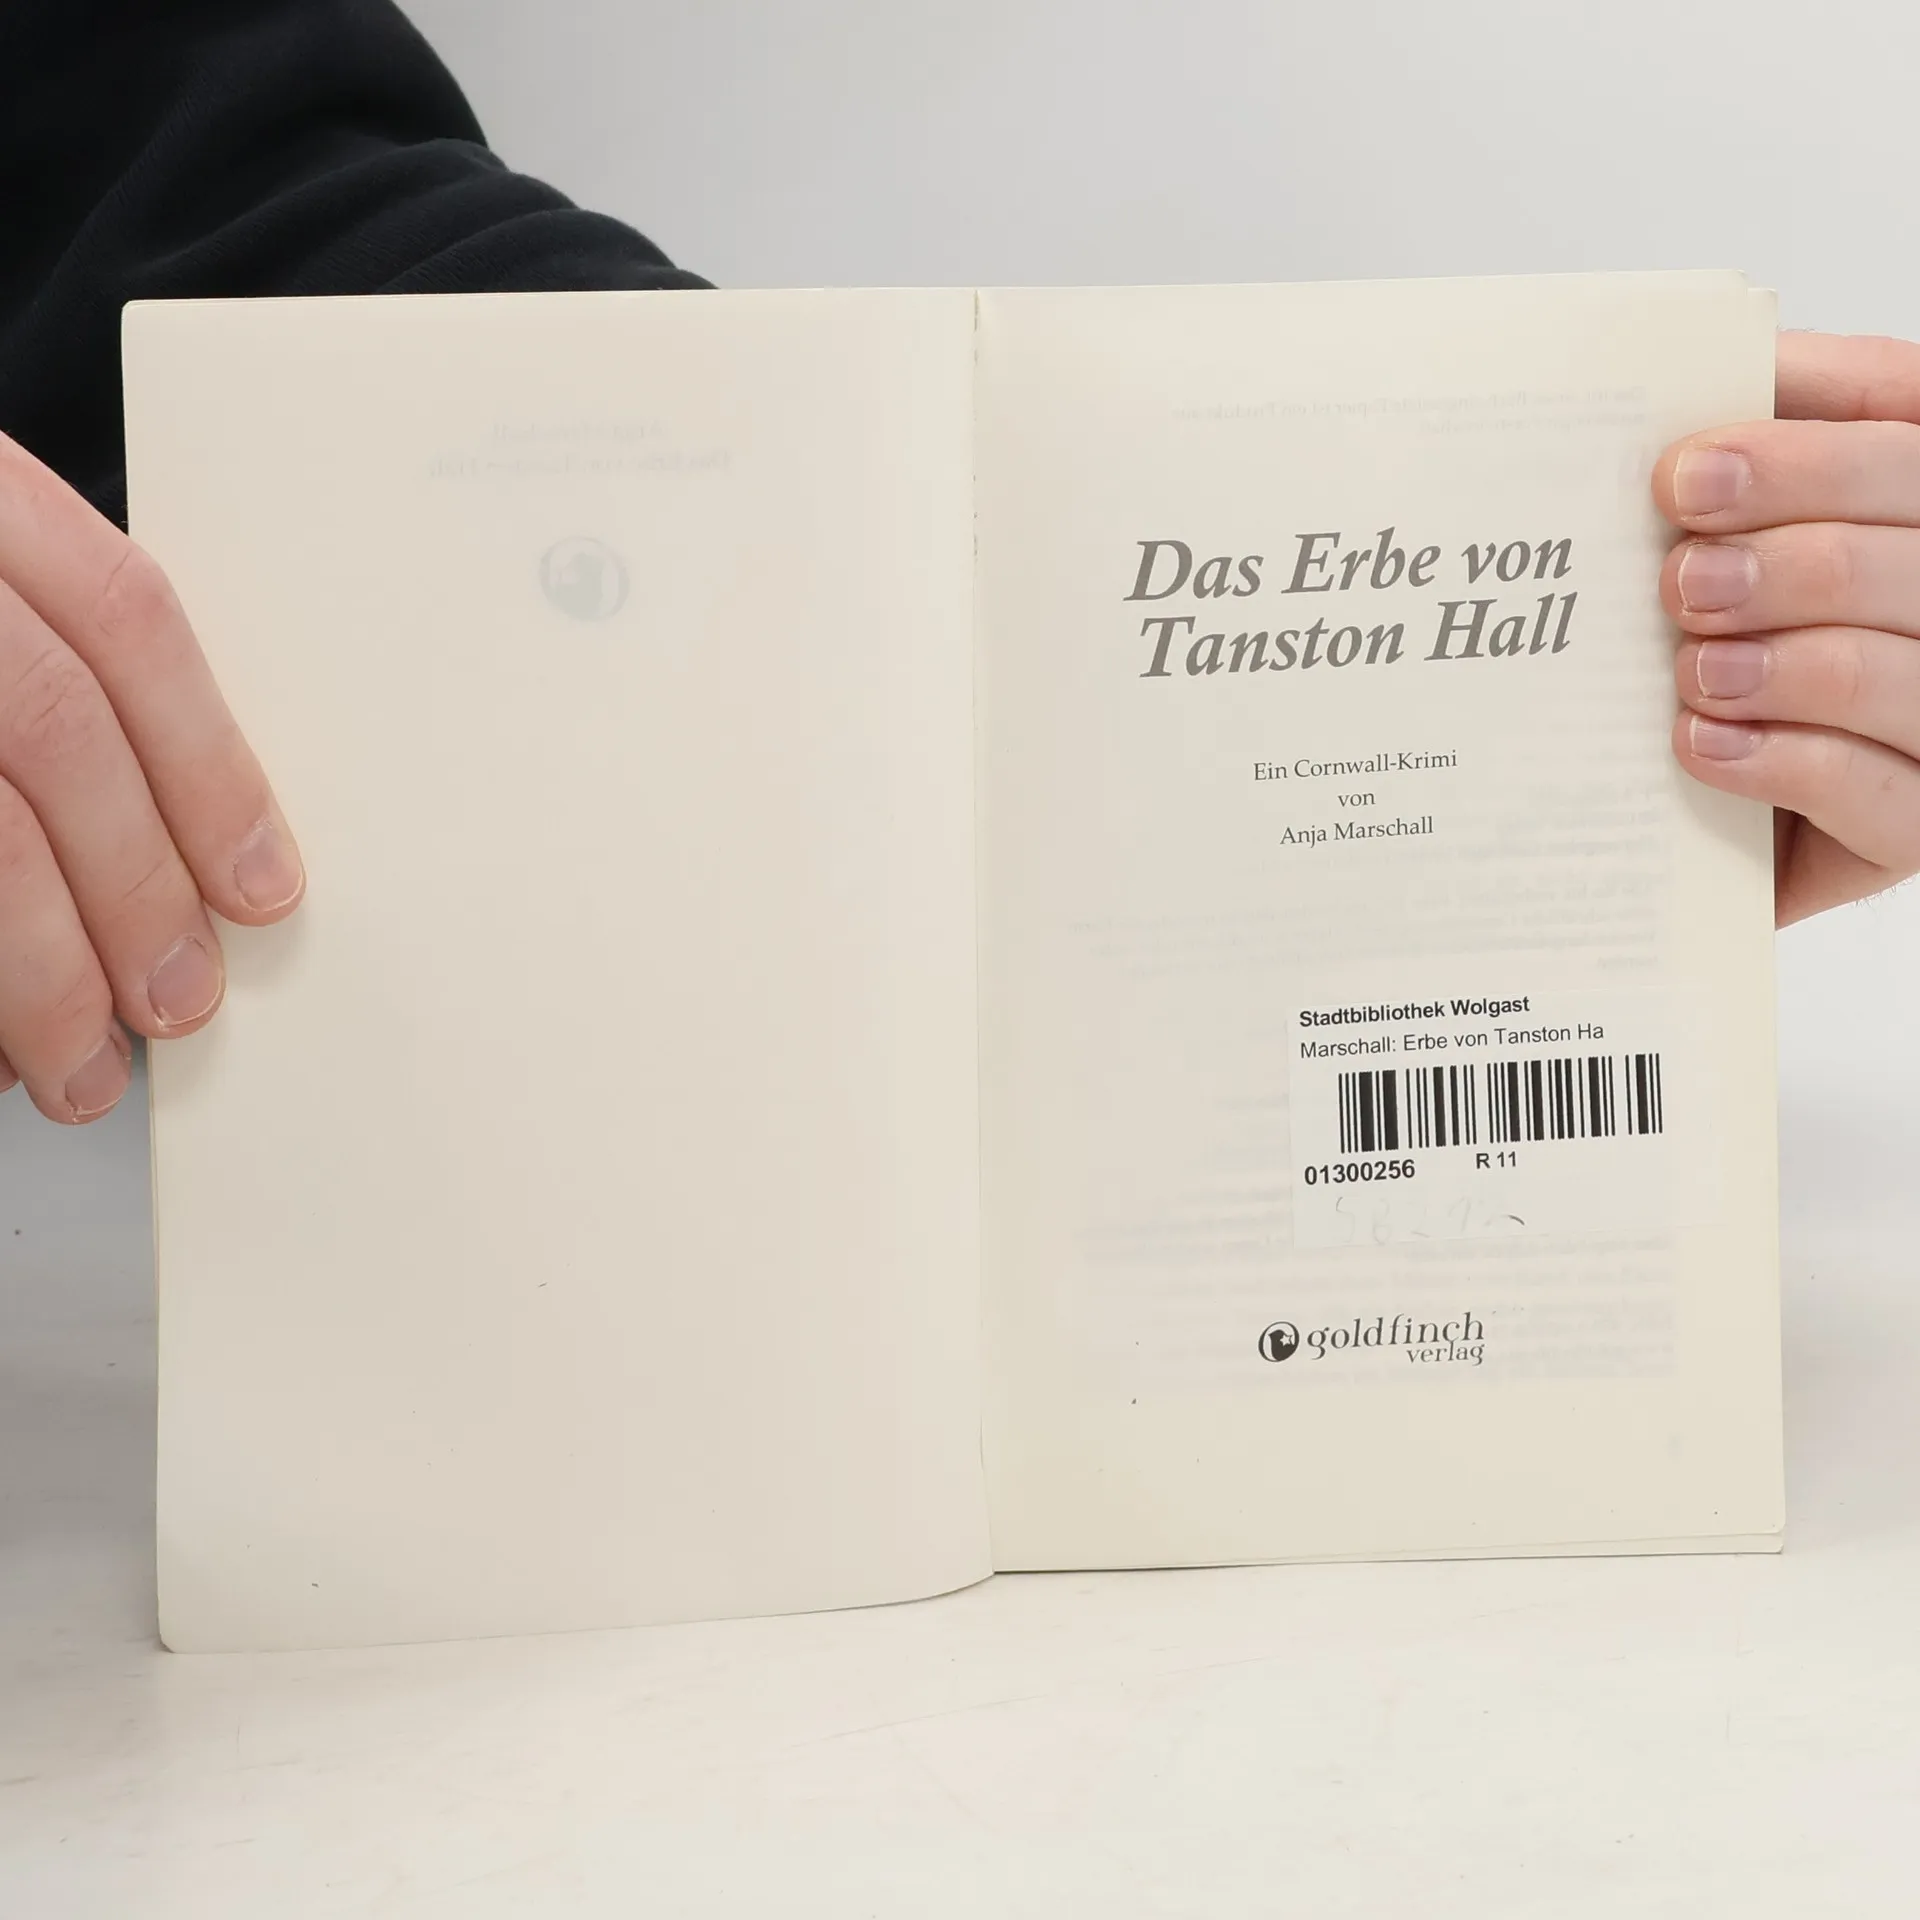 Das Erbe von
Tanston Hall
Ein Cornwall-Krimi
von
Anja Marschall
Stadtbibliothek Wolgast
Marschall: Erbe von Tanston Ha
01300256 R 11
goldfinch
verlag